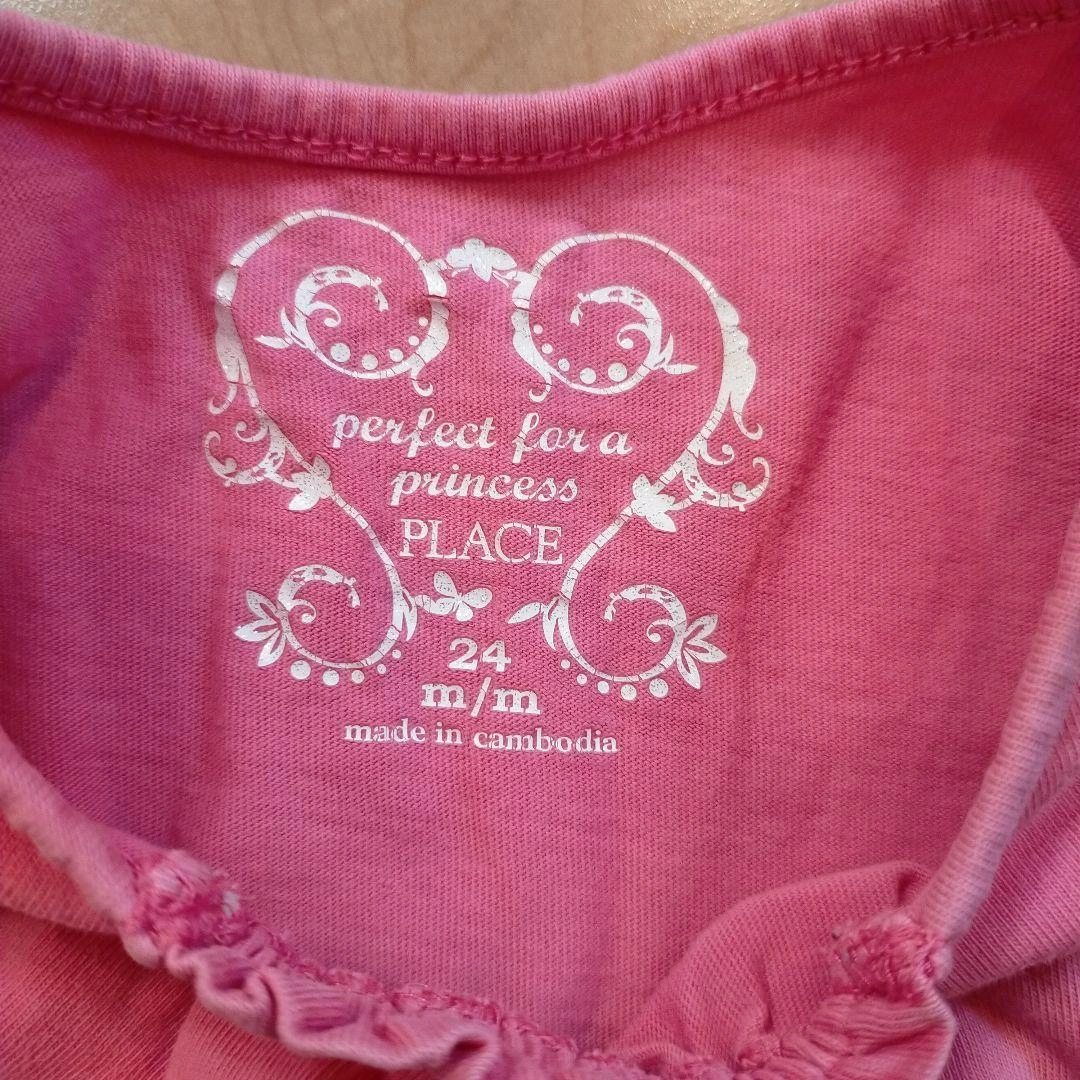 perfect for a
princess
PLACE
24
m/m
made in cambodia